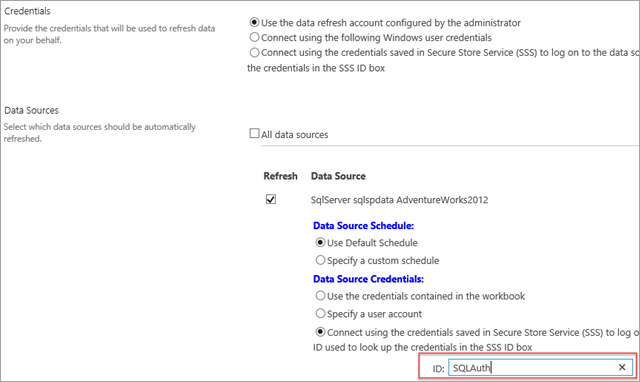 Credentials
Provide the credentials that will be used to refresh data
on your behalf.
Use the data refresh account configured by the administrator
Connect using the following Windows user credentials
Connect using the credentials saved in Secure Store Service (SSS) to log on to the data so
the credentials in the SSS ID box
Data Sources
Select which data sources should be automatically
refreshed.
All data sources
Refresh Data Source
SqlServer sqlspdata AdventureWorks2012
Data Source Schedule:
Use Default Schedule
Specify a custom schedule
Data Source Credentials:
Use the credentials contained in the workbook
Specify a user account
Connect using the credentials saved in Secure Store Service (SSS) to log o
ID used to look up the credentials in the SSS ID box
ID: SQLAuth